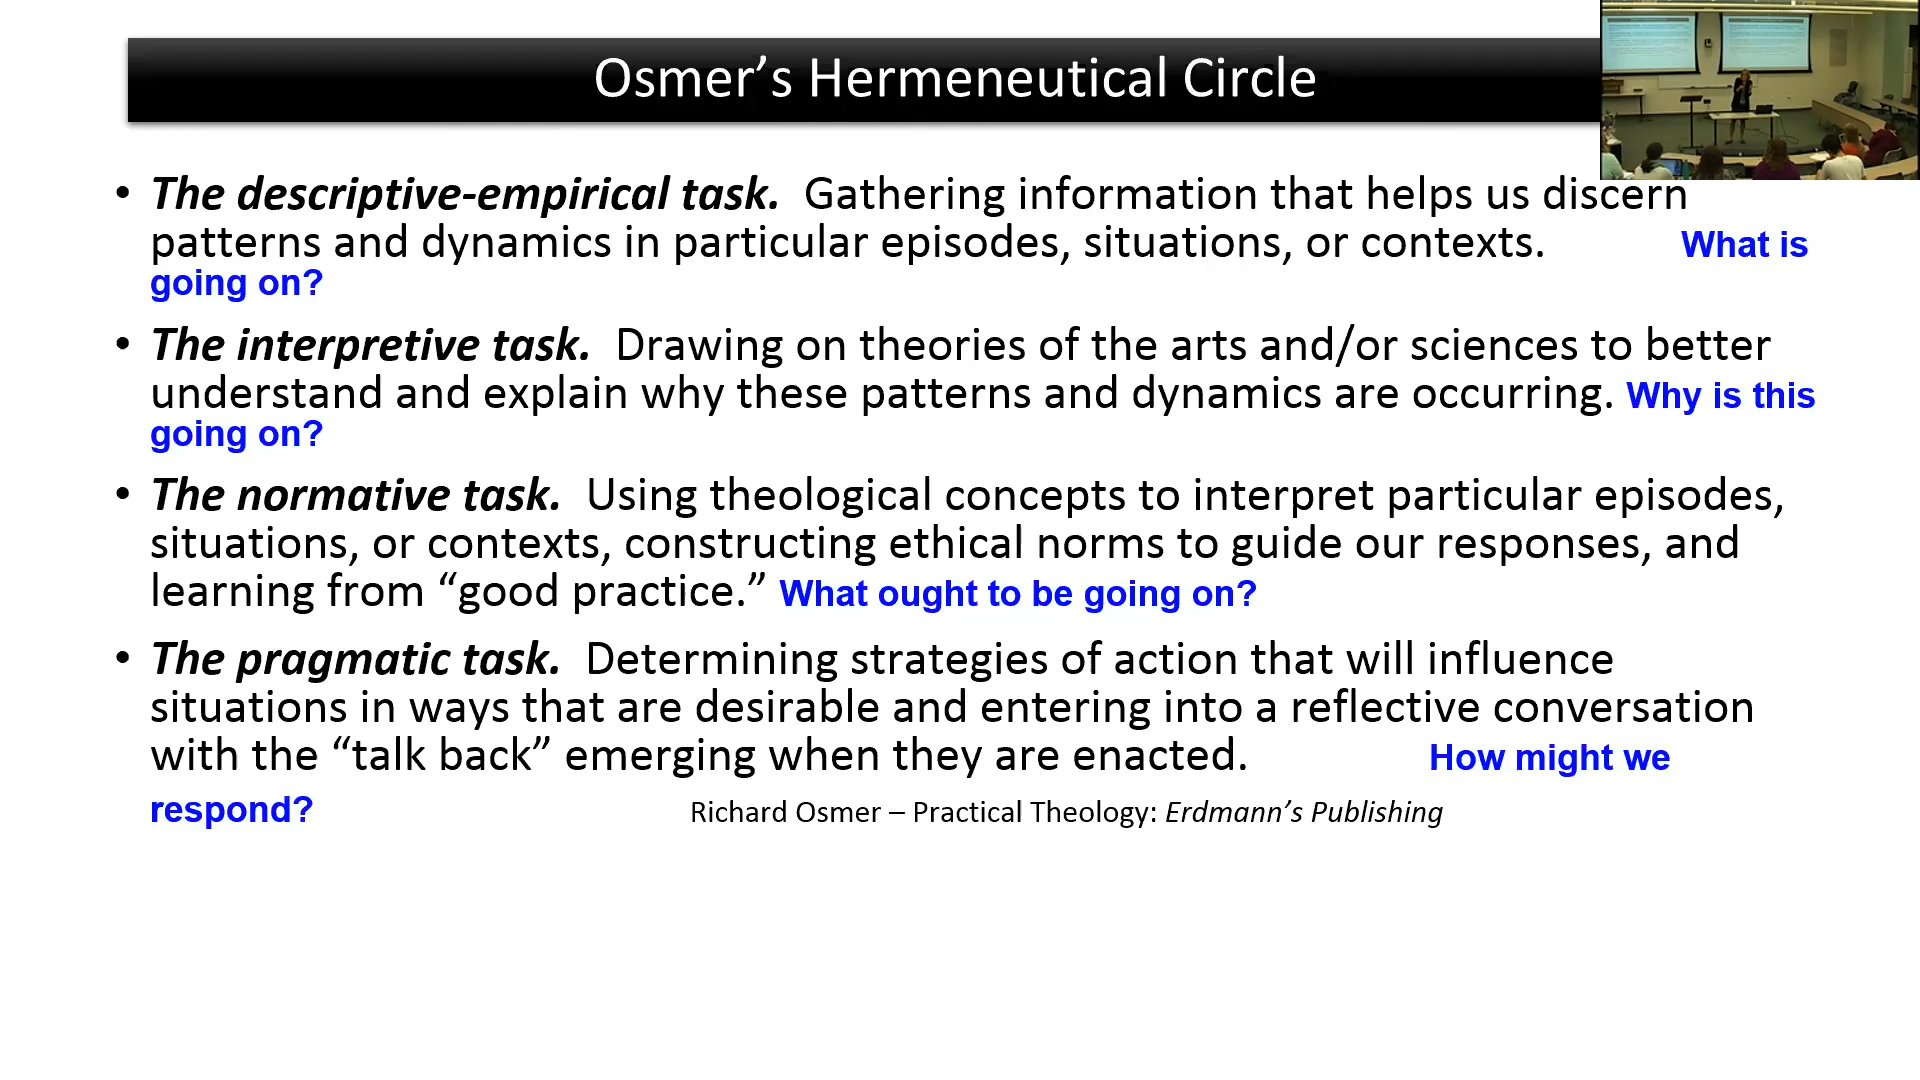 Osmer’s Hermeneutical Circle
• The descriptive-empirical task.  Gathering information that helps us discern
patterns and dynamics in particular episodes, situations, or contexts. What is
going on?
• The interpretive task.  Drawing on theories of the arts and/or sciences to better
understand and explain why these patterns and dynamics are occurring. Why is this
going on?
• The normative task.  Using theological concepts to interpret particular episodes,
situations, or contexts, constructing ethical norms to guide our responses, and
learning from “good practice.” What ought to be going on?
• The pragmatic task.  Determining strategies of action that will influence
situations in ways that are desirable and entering into a reflective conversation
with the “talk back” emerging when they are enacted. How might we
respond? Richard Osmer – Practical Theology: Erdmann’s Publishing